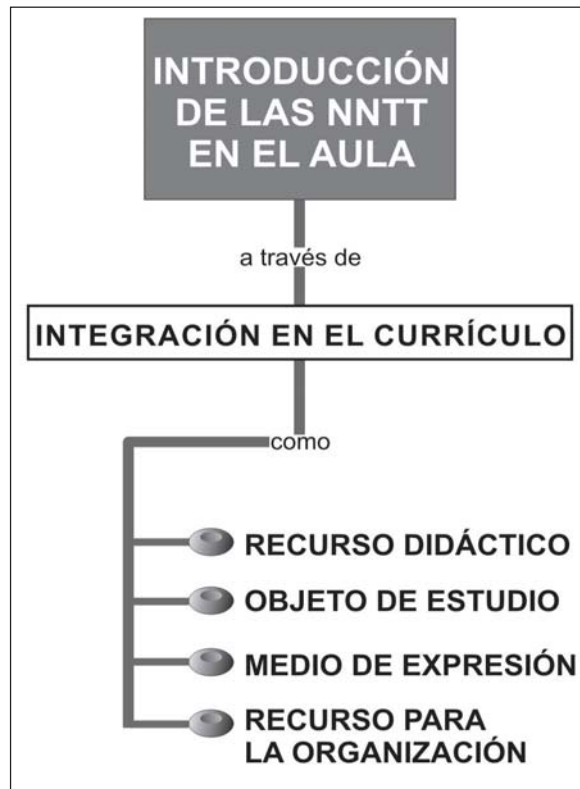 INTRODUCCIÓN
DE LAS NNTT
EN EL AULA
a través de
INTEGRACIÓN EN EL CURRÍCULO
como
RECURSO DIDÁCTICO
OBJETO DE ESTUDIO
MEDIO DE EXPRESIÓN
RECURSO PARA
LA ORGANIZACIÓN